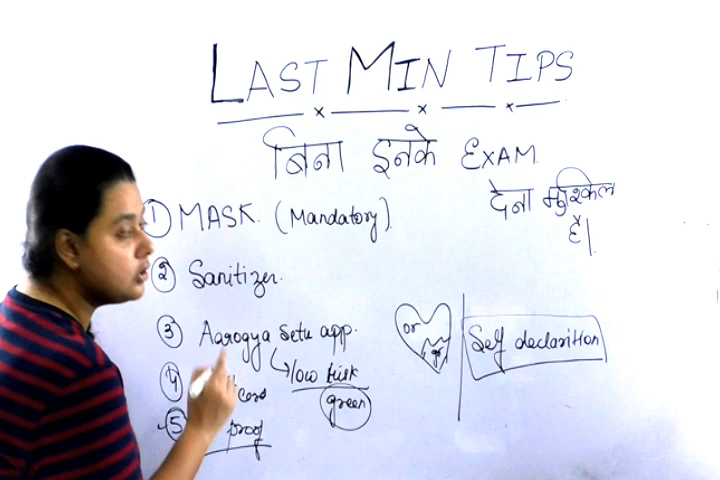 LAST MIN TIPS
बिना इनके EXAM.
देना मुश्किल
है।
① MASK. (Mandatory).
② Sanitizer.
③ Aarogya Setu app.
low risk
green
or
Self declarition
④
⑤ proof